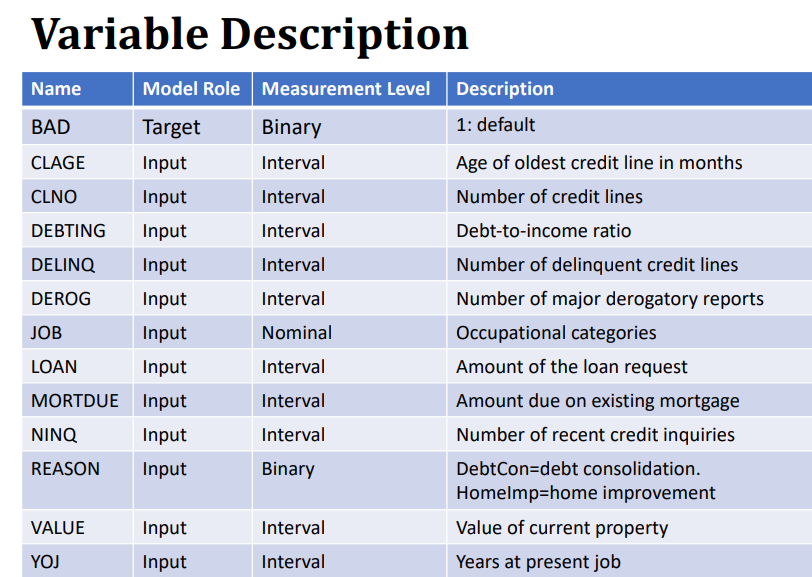 Variable Description
Name Model Role Measurement Level Description
BAD Target Binary 1: default
CLAGE Input Interval Age of oldest credit line in months
CLNO Input Interval Number of credit lines
DEBTING Input Interval Debt-to-income ratio
DELINQ Input Interval Number of delinquent credit lines
DEROG Input Interval Number of major derogatory reports
JOB Input Nominal Occupational categories
LOAN Input Interval Amount of the loan request
MORTDUE Input Interval Amount due on existing mortgage
NINQ Input Interval Number of recent credit inquiries
REASON Input Binary DebtCon=debt consolidation.
HomeImp=home improvement
VALUE Input Interval Value of current property
YOJ Input Interval Years at present job